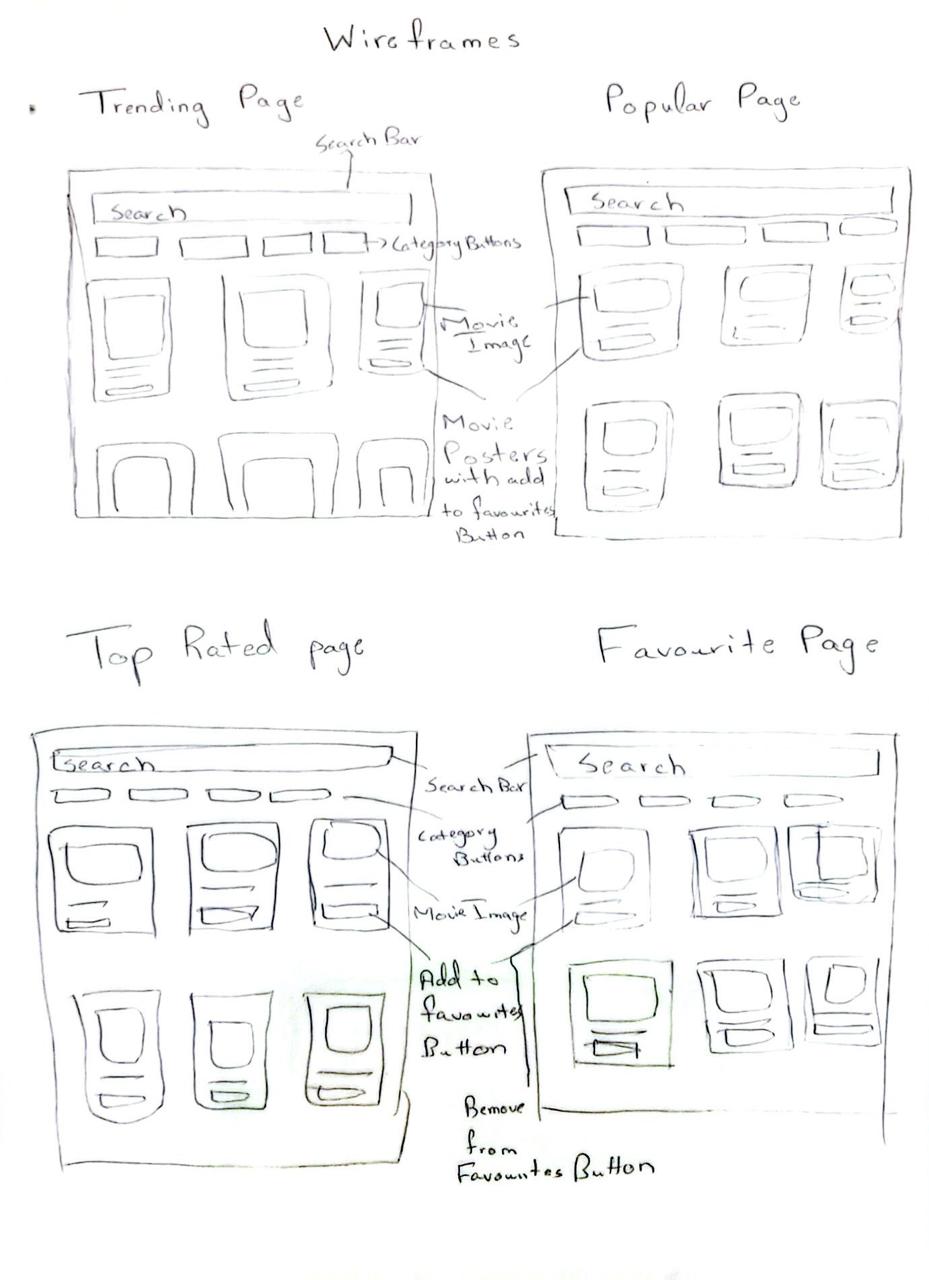 Wireframes
Trending Page
Popular Page
Search Bar
Search
Search
Category Buttons
Movie
Image
Movie
Posters
with add
to favourites
Button
Top Rated page
Favourite Page
Search
Search
Search Bar
Category
Buttons
Movie Image
Add to
favourites
Button
Remove
from
Favourites Button